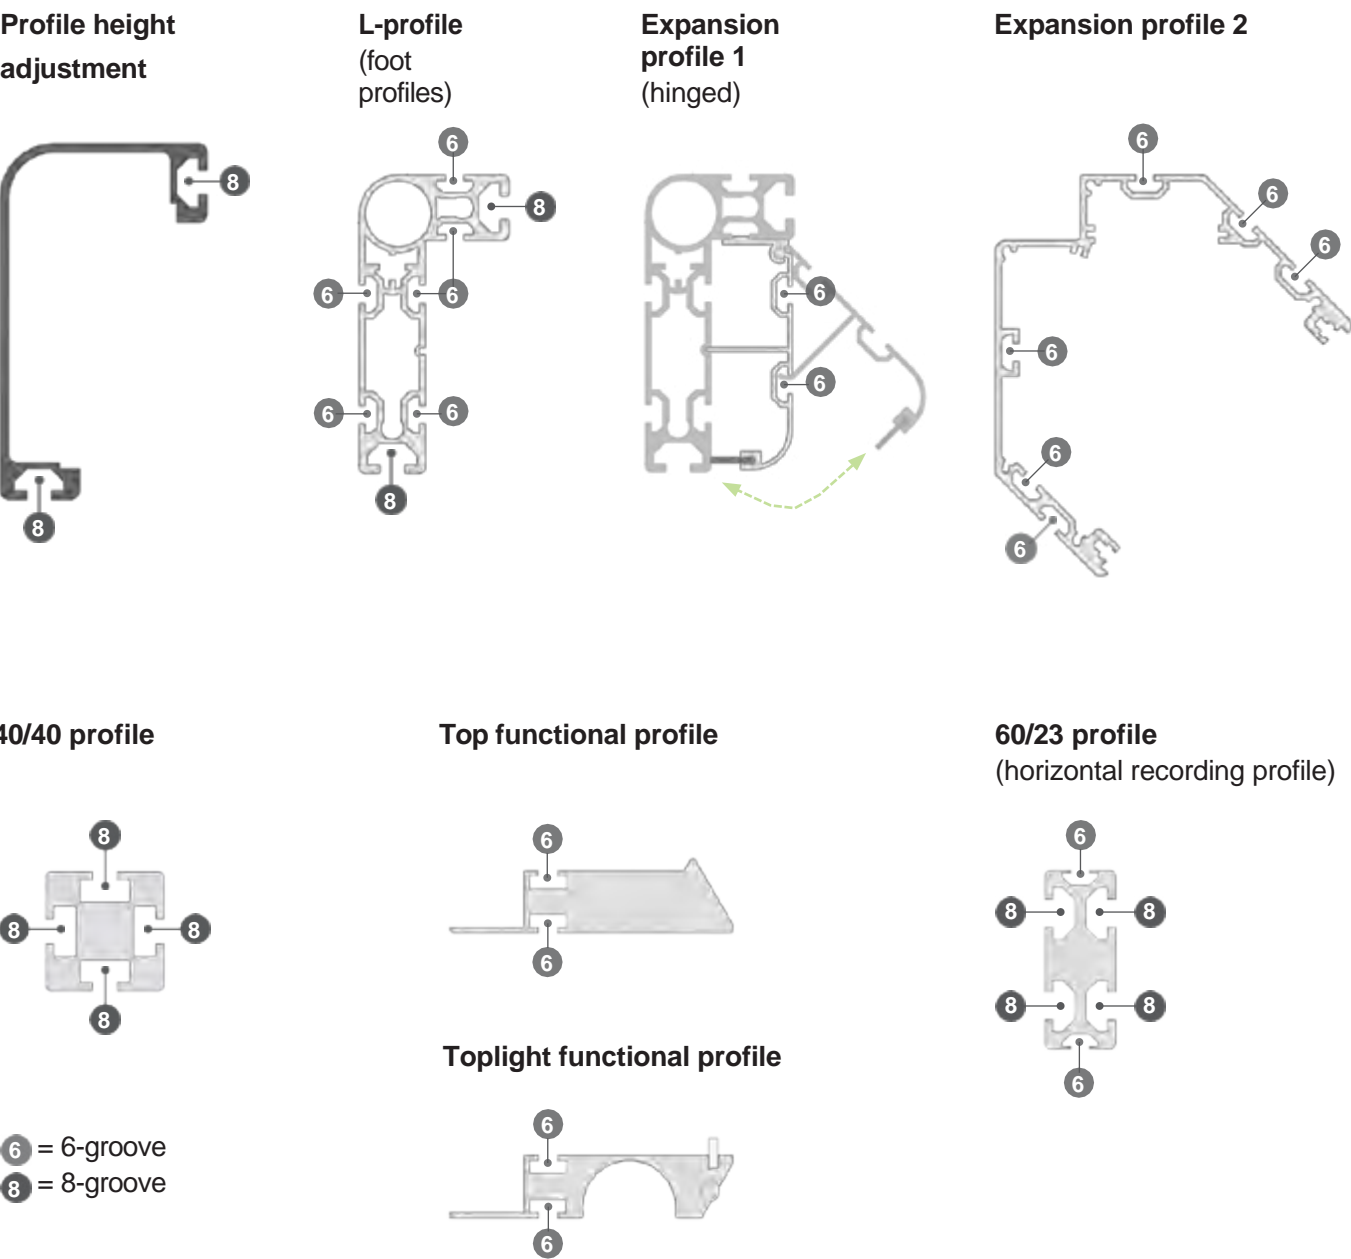 Profile height
adjustment
L-profile
(foot
profiles)
Expansion
profile 1
(hinged)
Expansion profile 2
8
8
6
8
6
6
6
6
8
6
6
6
6
6
6
6
6
40/40 profile
Top functional profile
60/23 profile
(horizontal recording profile)
8
8
8
8
6
6
6
8
8
8
8
6
Toplight functional profile
6
6
6 = 6-groove
8 = 8-groove